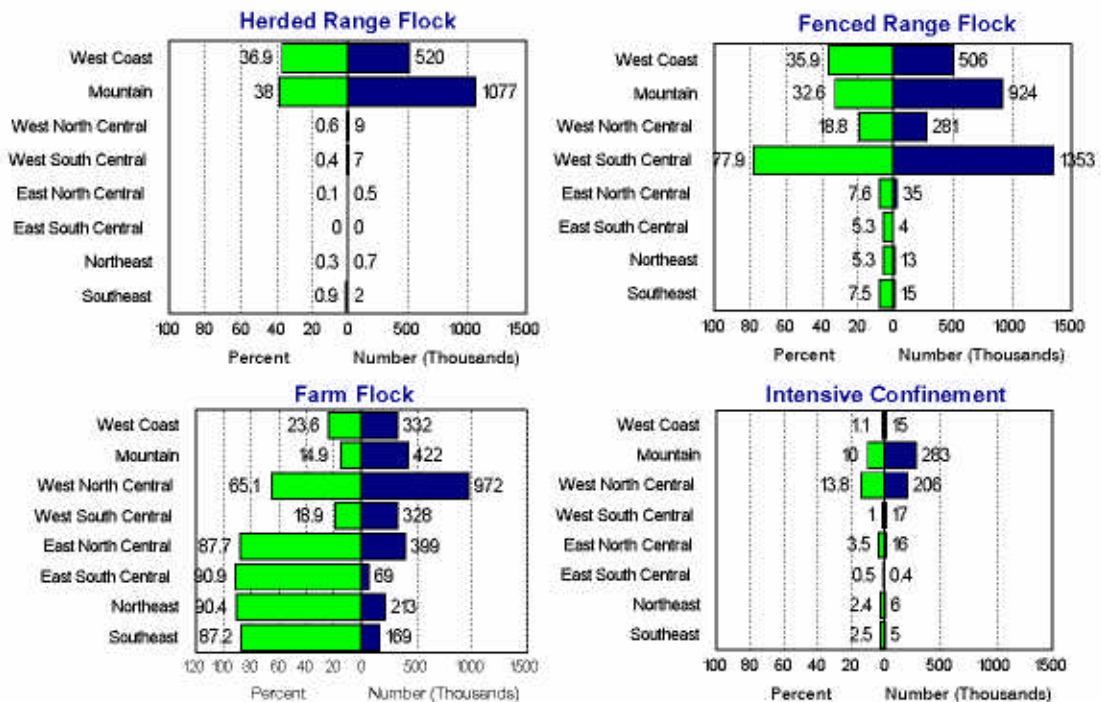 Herded Range Flock
West Coast 36.9 520
Mountain 38 1077
West North Central 0.6 9
West South Central 0.4 7
East North Central 0.1 0.5
East South Central 0 0
Northeast 0.3 0.7
Southeast 0.9 2
100 80 60 40 20 0 500 1000 1500
Percent Number (Thousands)
Fenced Range Flock
West Coast 35.9 506
Mountain 32.6 924
West North Central 18.8 281
West South Central 77.9 1353
East North Central 7.6 35
East South Central 5.3 4
Northeast 5.3 13
Southeast 7.5 15
100 80 60 40 20 0 500 1000 1500
Percent Number (Thousands)
Farm Flock
West Coast 23.6 332
Mountain 14.9 422
West North Central 65.1 972
West South Central 18.9 328
East North Central 87.7 399
East South Central 90.9 69
Northeast 90.4 213
Southeast 87.2 169
120 100 80 60 40 20 0 500 1000 1500
Percent Number (Thousands)
Intensive Confinement
West Coast 1.1 15
Mountain 10 283
West North Central 13.8 206
West South Central 1 17
East North Central 3.5 16
East South Central 0.5 0.4
Northeast 2.4 6
Southeast 2.5 5
100 80 60 40 20 0 500 1000 1500
Percent Number (Thousands)